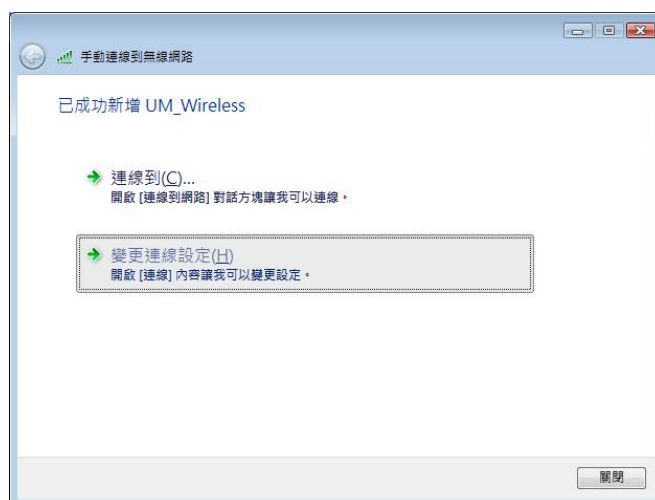 手動連線到無線網路
已成功新增 UM_Wireless
連線到(C)...
開啟 [連線到網路] 對話方塊讓我可以連線。
變更連線設定(H)
開啟 [連線] 內容讓我可以變更設定。
關閉